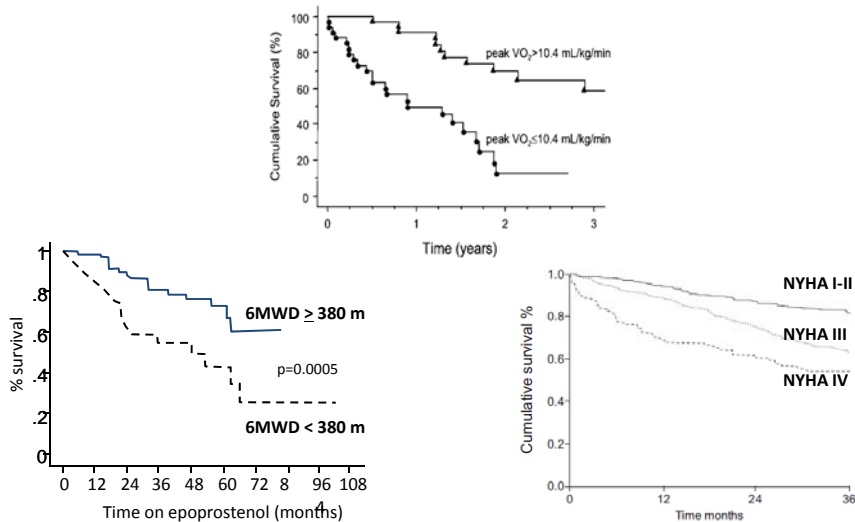 100
80
60
40
20
0
Cumulative Survival (%)
peak VO2>10.4 mL/kg/min
peak VO2≤10.4 mL/kg/min
0 1 2 3
Time (years)
1
.8
.6
.4
.2
0
% survival
6MWD ≥ 380 m
p=0.0005
6MWD < 380 m
0 12 24 36 48 60 72 8 96 108
4
Time on epoprostenol (months)
1.0
0.8
0.6
0.4
0.2
0.0
Cumulative survival %
NYHA I-II
NYHA III
NYHA IV
0 12 24 36
Time months